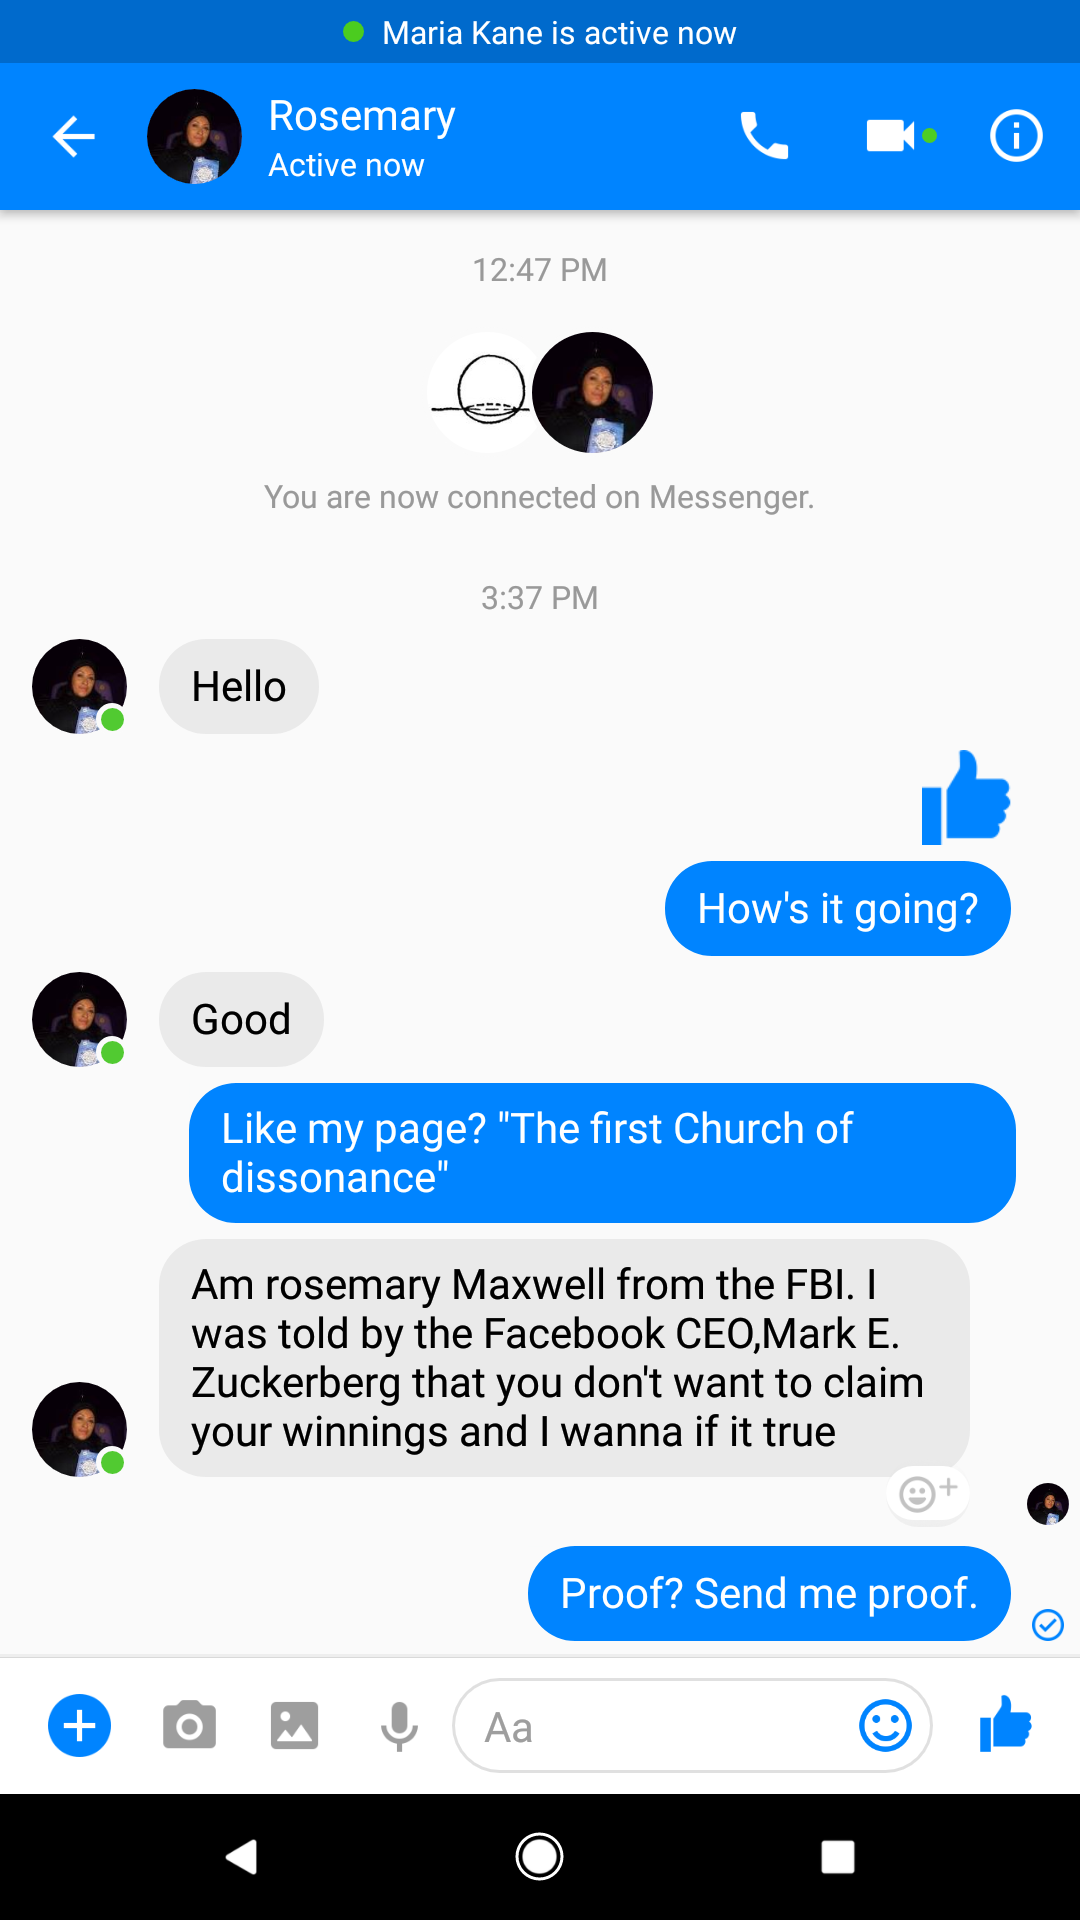 Maria Kane is active now
Rosemary
Active now
12:47 PM
You are now connected on Messenger.
3:37 PM
Hello
How's it going?
Good
Like my page? "The first Church of
dissonance"
Am rosemary Maxwell from the FBI. I
was told by the Facebook CEO,Mark E.
Zuckerberg that you don't want to claim
your winnings and I wanna if it true
Proof? Send me proof.
Aa